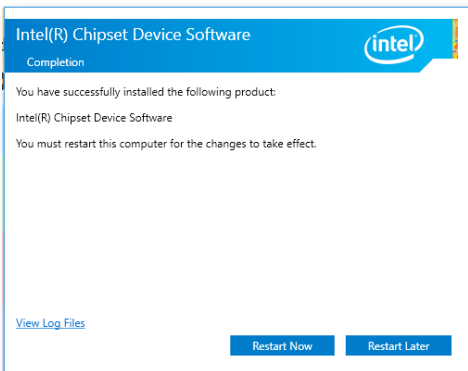 Intel(R) Chipset Device Software
intel
Completion
You have successfully installed the following product:
Intel(R) Chipset Device Software
You must restart this computer for the changes to take effect.
View Log Files
Restart Now
Restart Later